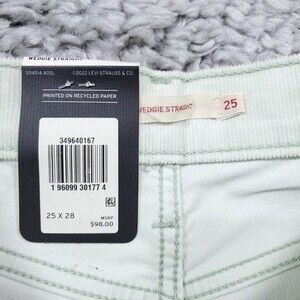 WEDGIE STRAIGHT
©2022 LEVI STRAUSS & CO.
PRINTED ON RECYCLED PAPER
349640167
1 96099 30177 4
25 X 28
MSRP
$98.00
WEDGIE STRAIGHT
25